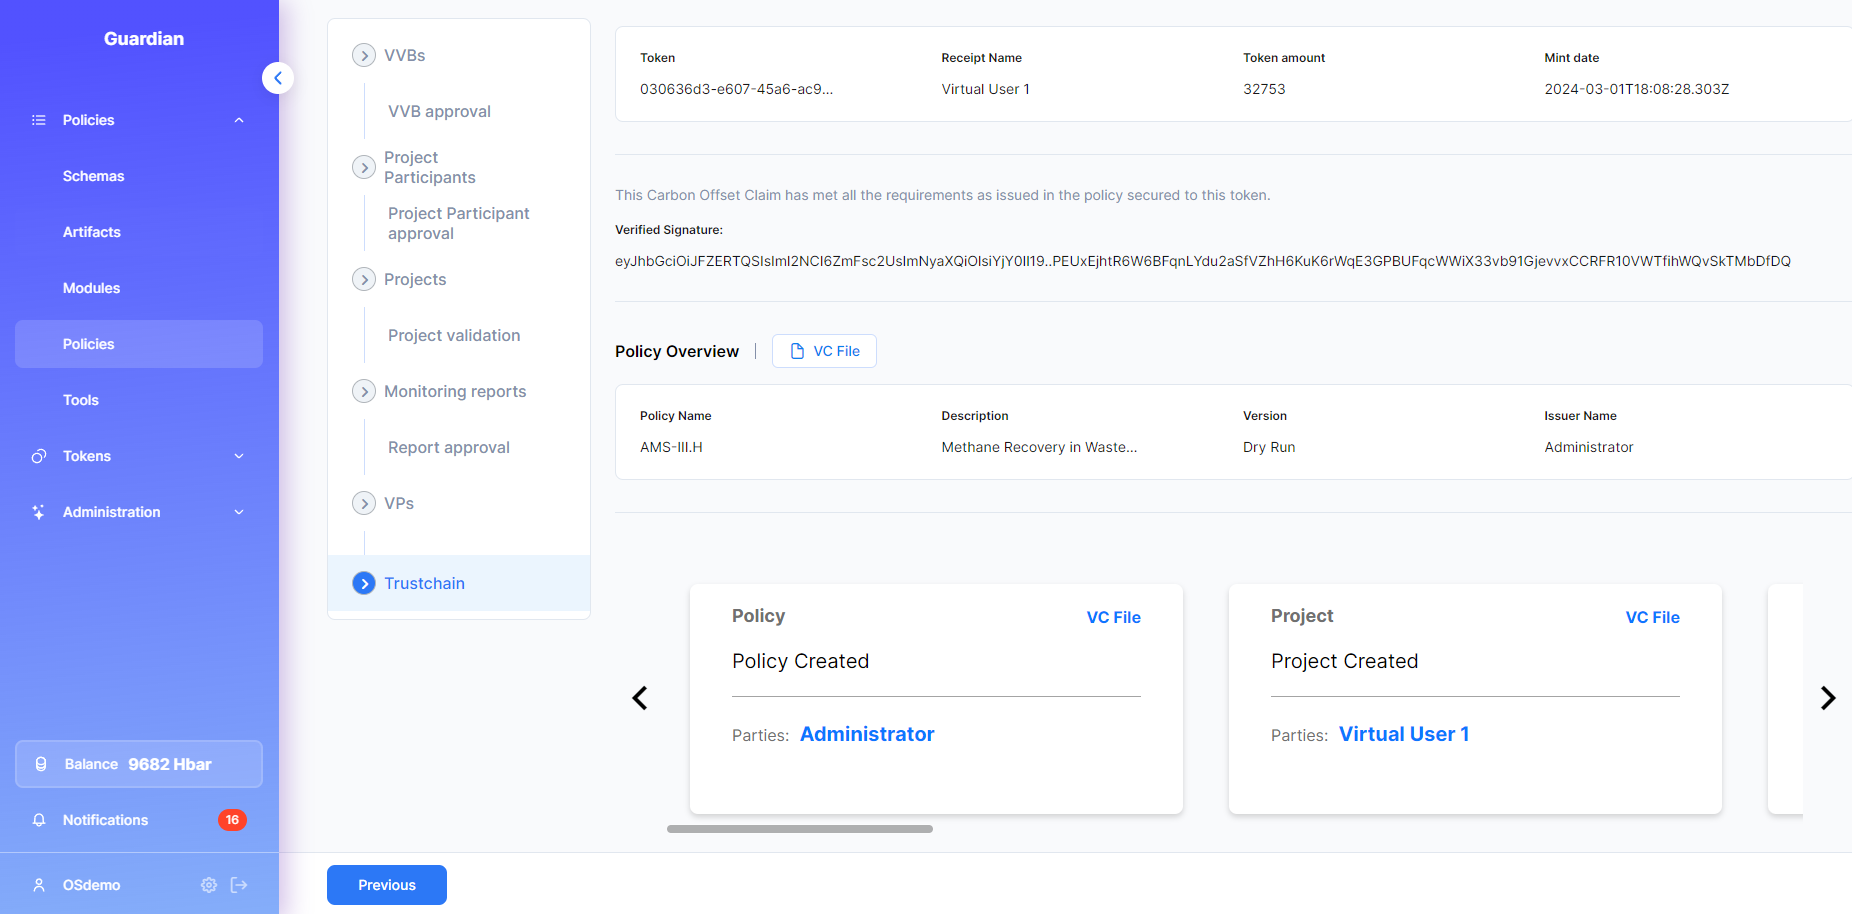 Guardian
Policies
Schemas
Artifacts
Modules
Policies
Tools
Tokens
Administration
Balance 9682 Hbar
Notifications 16
OSdemo
VVBs
VVB approval
Project
Participants
Project Participant
approval
Projects
Project validation
Monitoring reports
Report approval
VPs
Trustchain
Token Receipt Name Token amount Mint date
030636d3-e607-45a6-ac9... Virtual User 1 32753 2024-03-01T18:08:28.303Z
This Carbon Offset Claim has met all the requirements as issued in the policy secured to this token.
Verified Signature:
eyJhbGciOiJFZERTQSIsImI2NCI6ZmFsc2UsImNyaXQiOlsiYjY0Il19..PEUxEjhtR6W6BFqnLYdu2aSfVZhH6KuK6rWqE3GPBUFqcWWiX33vb91GjevvxCCRFR10VWTfihWQvSkTMbDfDQ
Policy Overview | VC File
Policy Name Description Version Issuer Name
AMS-III.H Methane Recovery in Waste... Dry Run Administrator
Policy VC File
Policy Created
Parties: Administrator
Project VC File
Project Created
Parties: Virtual User 1
Previous